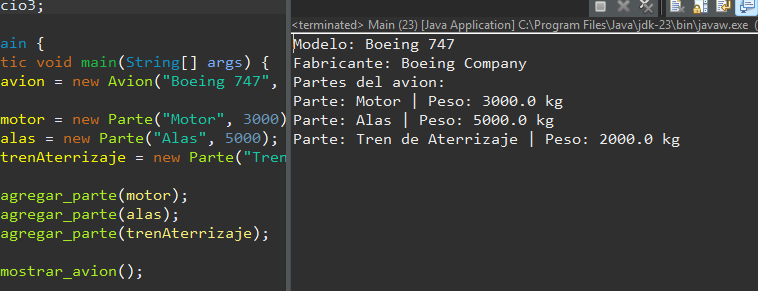 cio3;
ain {
tic void main(String[] args) {
avion = new Avion("Boeing 747",
motor = new Parte("Motor", 3000)
alas = new Parte("Alas", 5000);
trenAterrizaje = new Parte("Tren
agregar_parte(motor);
agregar_parte(alas);
agregar_parte(trenAterrizaje);
mostrar_avion();
<terminated> Main (23) [Java Application] C:\Program Files\Java\jdk-23\bin\javaw.exe (
Modelo: Boeing 747
Fabricante: Boeing Company
Partes del avion:
Parte: Motor | Peso: 3000.0 kg
Parte: Alas | Peso: 5000.0 kg
Parte: Tren de Aterrizaje | Peso: 2000.0 kg